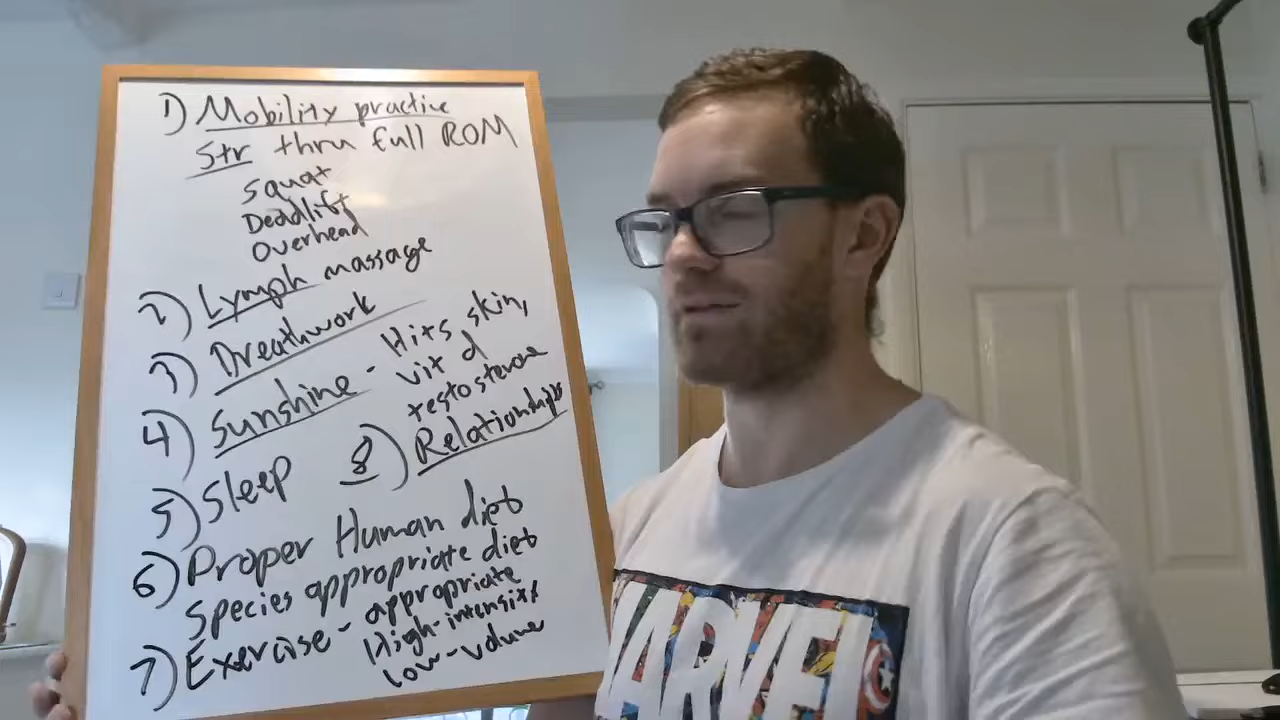 1) Mobility practice
Str thru full ROM
Squat
Deadlift
Overhead
2) Lymph massage
3) Breathwork
4) Sunshine - Hits skin,
vit d
testosterone
5) Sleep
8) Relationships
6) Proper Human diet
Species appropriate diet
7) Exercise - appropriate
High-intensity
low-volume
MARVEL